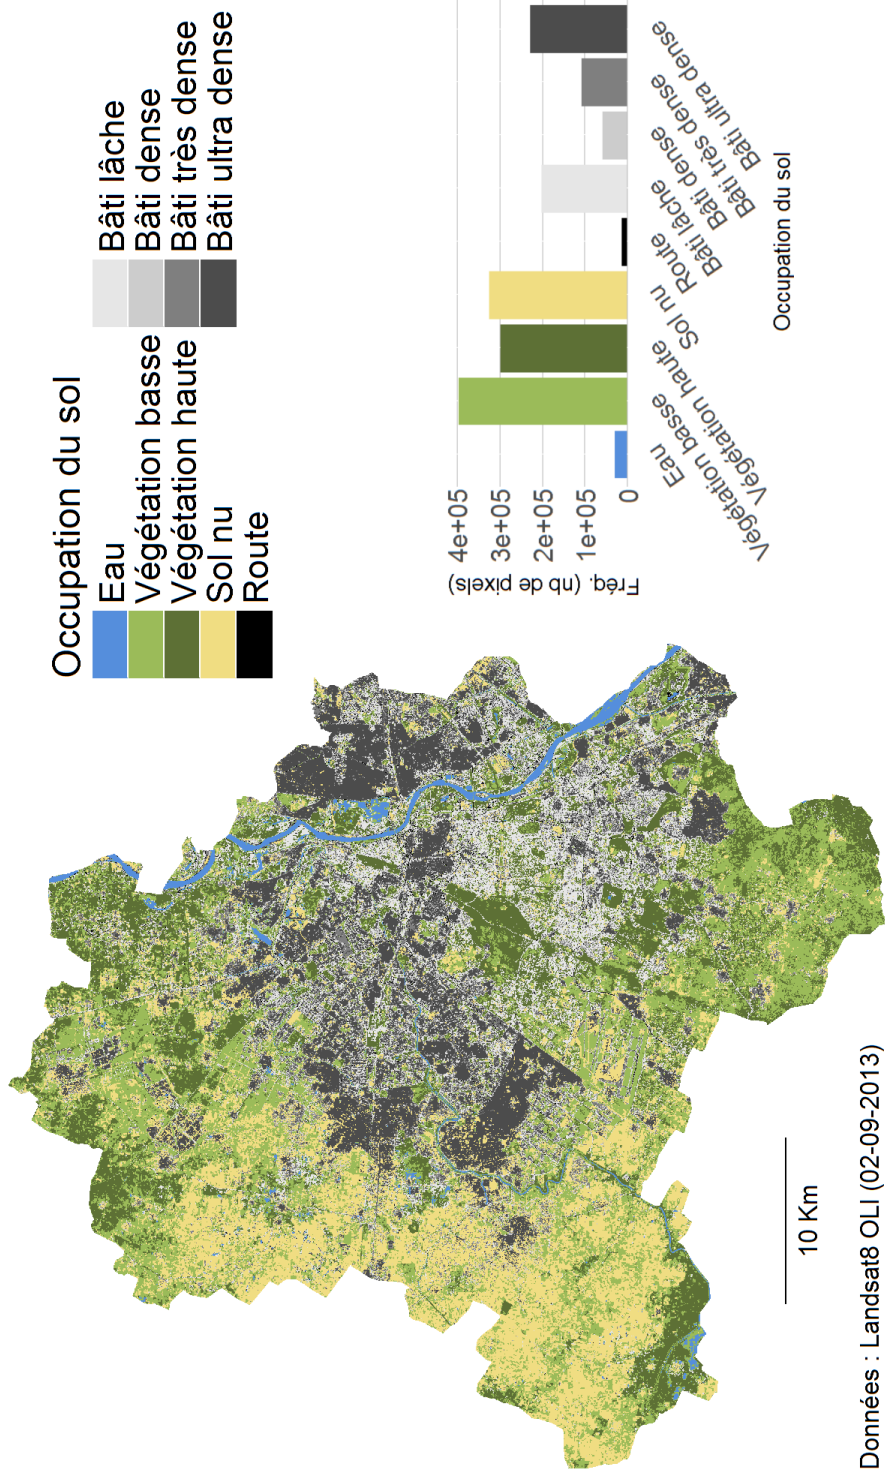 Occupation du sol
Eau
Végétation basse
Végétation haute
Sol nu
Route
Bâti lâche
Bâti dense
Bâti très dense
Bâti ultra dense
Fréq. (nb de pixels)
4e+05
3e+05
2e+05
1e+05
0
Eau
Végétation basse
Végétation haute
Sol nu
Route
Bâti lâche
Bâti dense
Bâti très dense
Bâti ultra dense
Occupation du sol
10 Km
Données : Landsat8 OLI (02-09-2013)